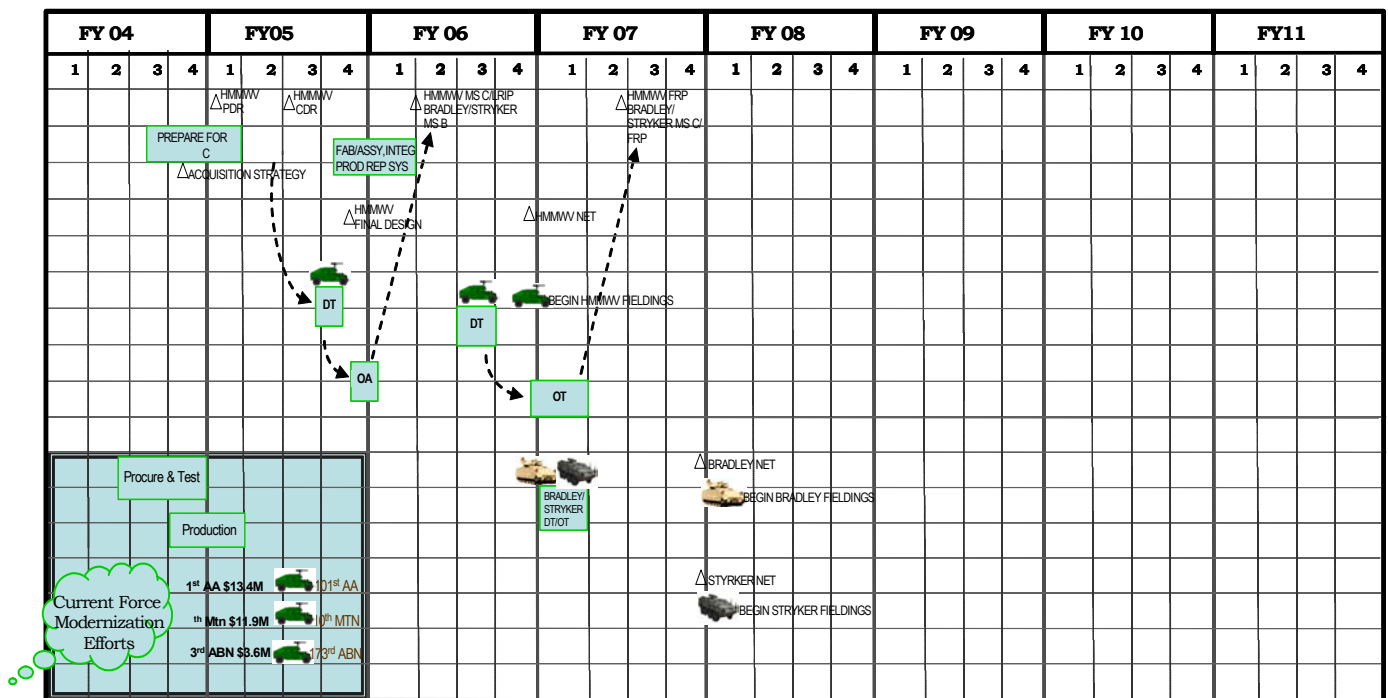 FY 04 FY05 FY 06 FY 07 FY 08 FY 09 FY 10 FY11
1 2 3 4 1 2 3 4 1 2 3 4 1 2 3 4 1 2 3 4 1 2 3 4 1 2 3 4 1 2 3 4
HMMWV
PDR
HMMWV
CDR
HMMWV MS C/LRIP
BRADLEY/STRYKER
MS B
HMMWV FRP
BRADLEY/
STRYKER MS C/
FRP
PREPARE FOR
C
FAB/ASSY,INTEG
PROD REP SYS
ACQUISITION STRATEGY
HMMWV
FINAL DESIGN
HMMWV NET
DT
DT
BEGIN HMMWV FIELDINGS
OA
OT
Procure & Test
BRADLEY/
STRYKER
DT/OT
BRADLEY NET
BEGIN BRADLEY FIELDINGS
Production
1st AA $13.4M 101st AA
th Mtn $11.9M 10th MTN
3rd ABN $3.6M 173rd ABN
Current Force
Modernization
Efforts
STYRKER NET
BEGIN STRYKER FIELDINGS